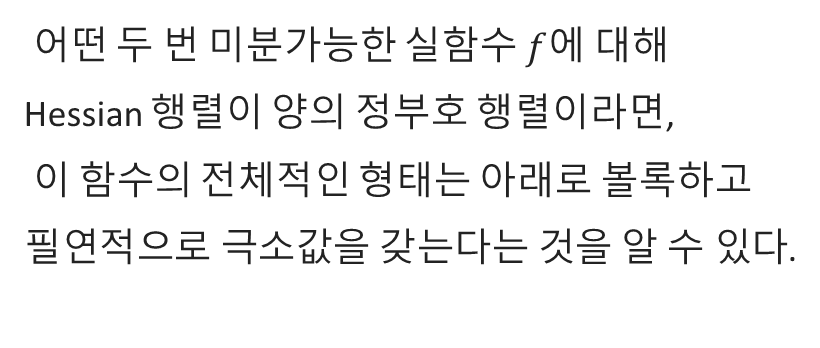 어떤 두 번 미분가능한 실함수 f에 대해
Hessian 행렬이 양의 정부호 행렬이라면,
이 함수의 전체적인 형태는 아래로 볼록하고
필연적으로 극소값을 갖는다는 것을 알 수 있다.